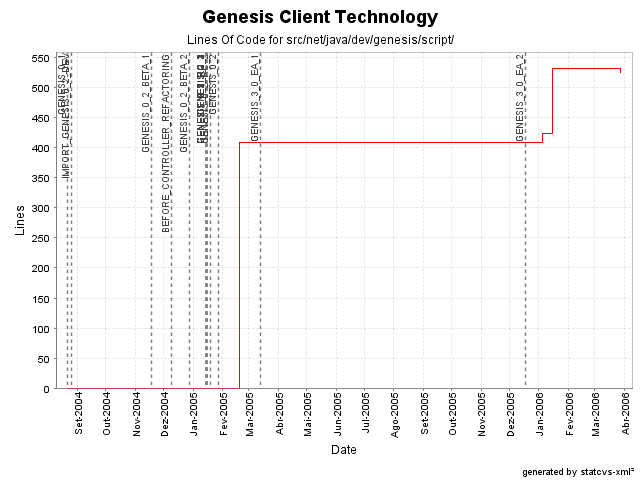 Genesis Client Technology
Lines Of Code for src/net/java/dev/genesis/script/
550
500
450
400
350
300
250
200
150
100
50
0
Lines
GENESIS_0_2_BETA_1
BEFORE_CONTROLLER_REFACTORING
GENESIS_0_2_BETA_2
GENESIS_3_0_EA_1
GENESIS_3_0_EA_2
Set-2004
Out-2004
Nov-2004
Dez-2004
Jan-2005
Fev-2005
Mar-2005
Abr-2005
Mai-2005
Jun-2005
Jul-2005
Ago-2005
Set-2005
Out-2005
Nov-2005
Dez-2005
Jan-2006
Fev-2006
Mar-2006
Abr-2006
Date
generated by statcvs-xml²